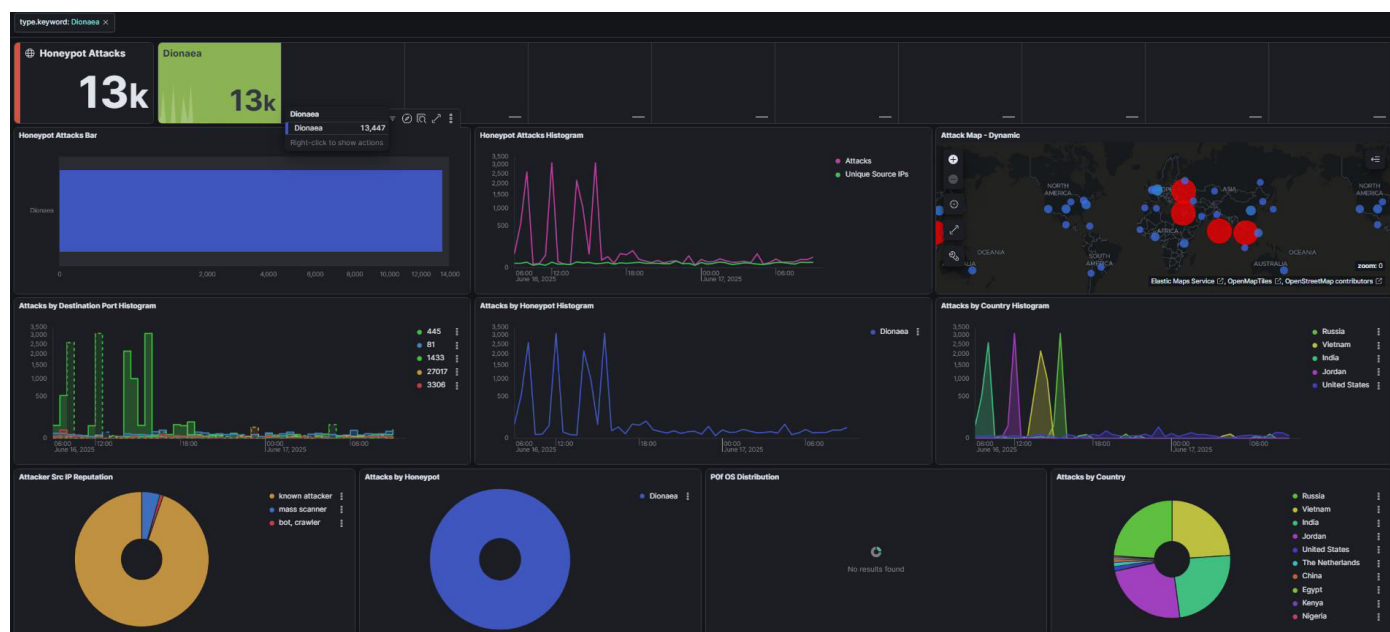 type.keyword: Dionaea ×
Honeypot Attacks
13k
Dionaea
13k
Dionaea
Dionaea 13,447
Right-click to show actions
Honeypot Attacks Bar
Dionaea
0 2,000 4,000 6,000 8,000 10,000 12,000 14,000
Honeypot Attacks Histogram
3,500
3,000
2,500
2,000
1,500
1,000
500
0
06:00 12:00 18:00 00:00 06:00
June 16, 2025 June 17, 2025
Attacks
Unique Source IPs
Attack Map - Dynamic
NORTH AMERICA
ASIA
NORTH AMERICA
AFRICA
OCEANIA
SOUTH AMERICA
AUSTRALIA
OCEANIA
zoom: 0
Elastic Maps Service, OpenMapTiles, OpenStreetMap contributors
Attacks by Destination Port Histogram
3,500
3,000
2,500
2,000
1,500
1,000
500
0
06:00 12:00 18:00 00:00 06:00
June 16, 2025 June 17, 2025
445
81
1433
27017
3306
Attacks by Honeypot Histogram
3,500
3,000
2,500
2,000
1,500
1,000
500
0
06:00 12:00 18:00 00:00 06:00
June 16, 2025 June 17, 2025
Dionaea
Attacks by Country Histogram
3,500
3,000
2,500
2,000
1,500
1,000
500
0
06:00 12:00 18:00 00:00 06:00
June 16, 2025 June 17, 2025
Russia
Vietnam
India
Jordan
United States
Attacker Src IP Reputation
known attacker
mass scanner
bot, crawler
Attacks by Honeypot
Dionaea
P0f OS Distribution
No results found
Attacks by Country
Russia
Vietnam
India
Jordan
United States
The Netherlands
China
Egypt
Kenya
Nigeria